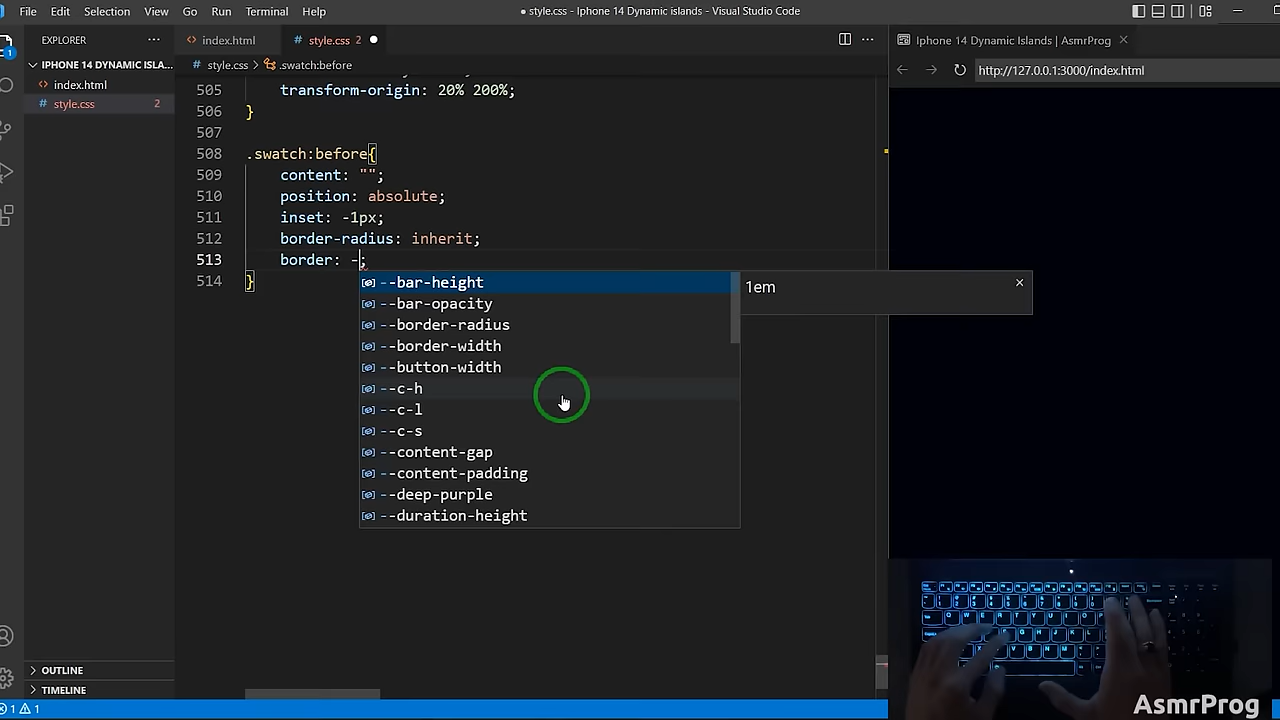 File Edit Selection View Go Run Terminal Help
● style.css - Iphone 14 Dynamic islands - Visual Studio Code
EXPLORER ···
IPHONE 14 DYNAMIC ISLA...
index.html
style.css 2
OUTLINE
TIMELINE
1
index.html
# style.css 2 ●
# style.css > .swatch:before
505 transform-origin: 20% 200%;
506 }
507
508 .swatch:before{
509 content: "";
510 position: absolute;
511 inset: -1px;
512 border-radius: inherit;
513 border: -;
514 }
--bar-height
--bar-opacity
--border-radius
--border-width
--button-width
--c-h
--c-l
--c-s
--content-gap
--content-padding
--deep-purple
--duration-height
1em
Iphone 14 Dynamic Islands | AsmrProg
http://127.0.0.1:3000/index.html
AsmrProg
1 1